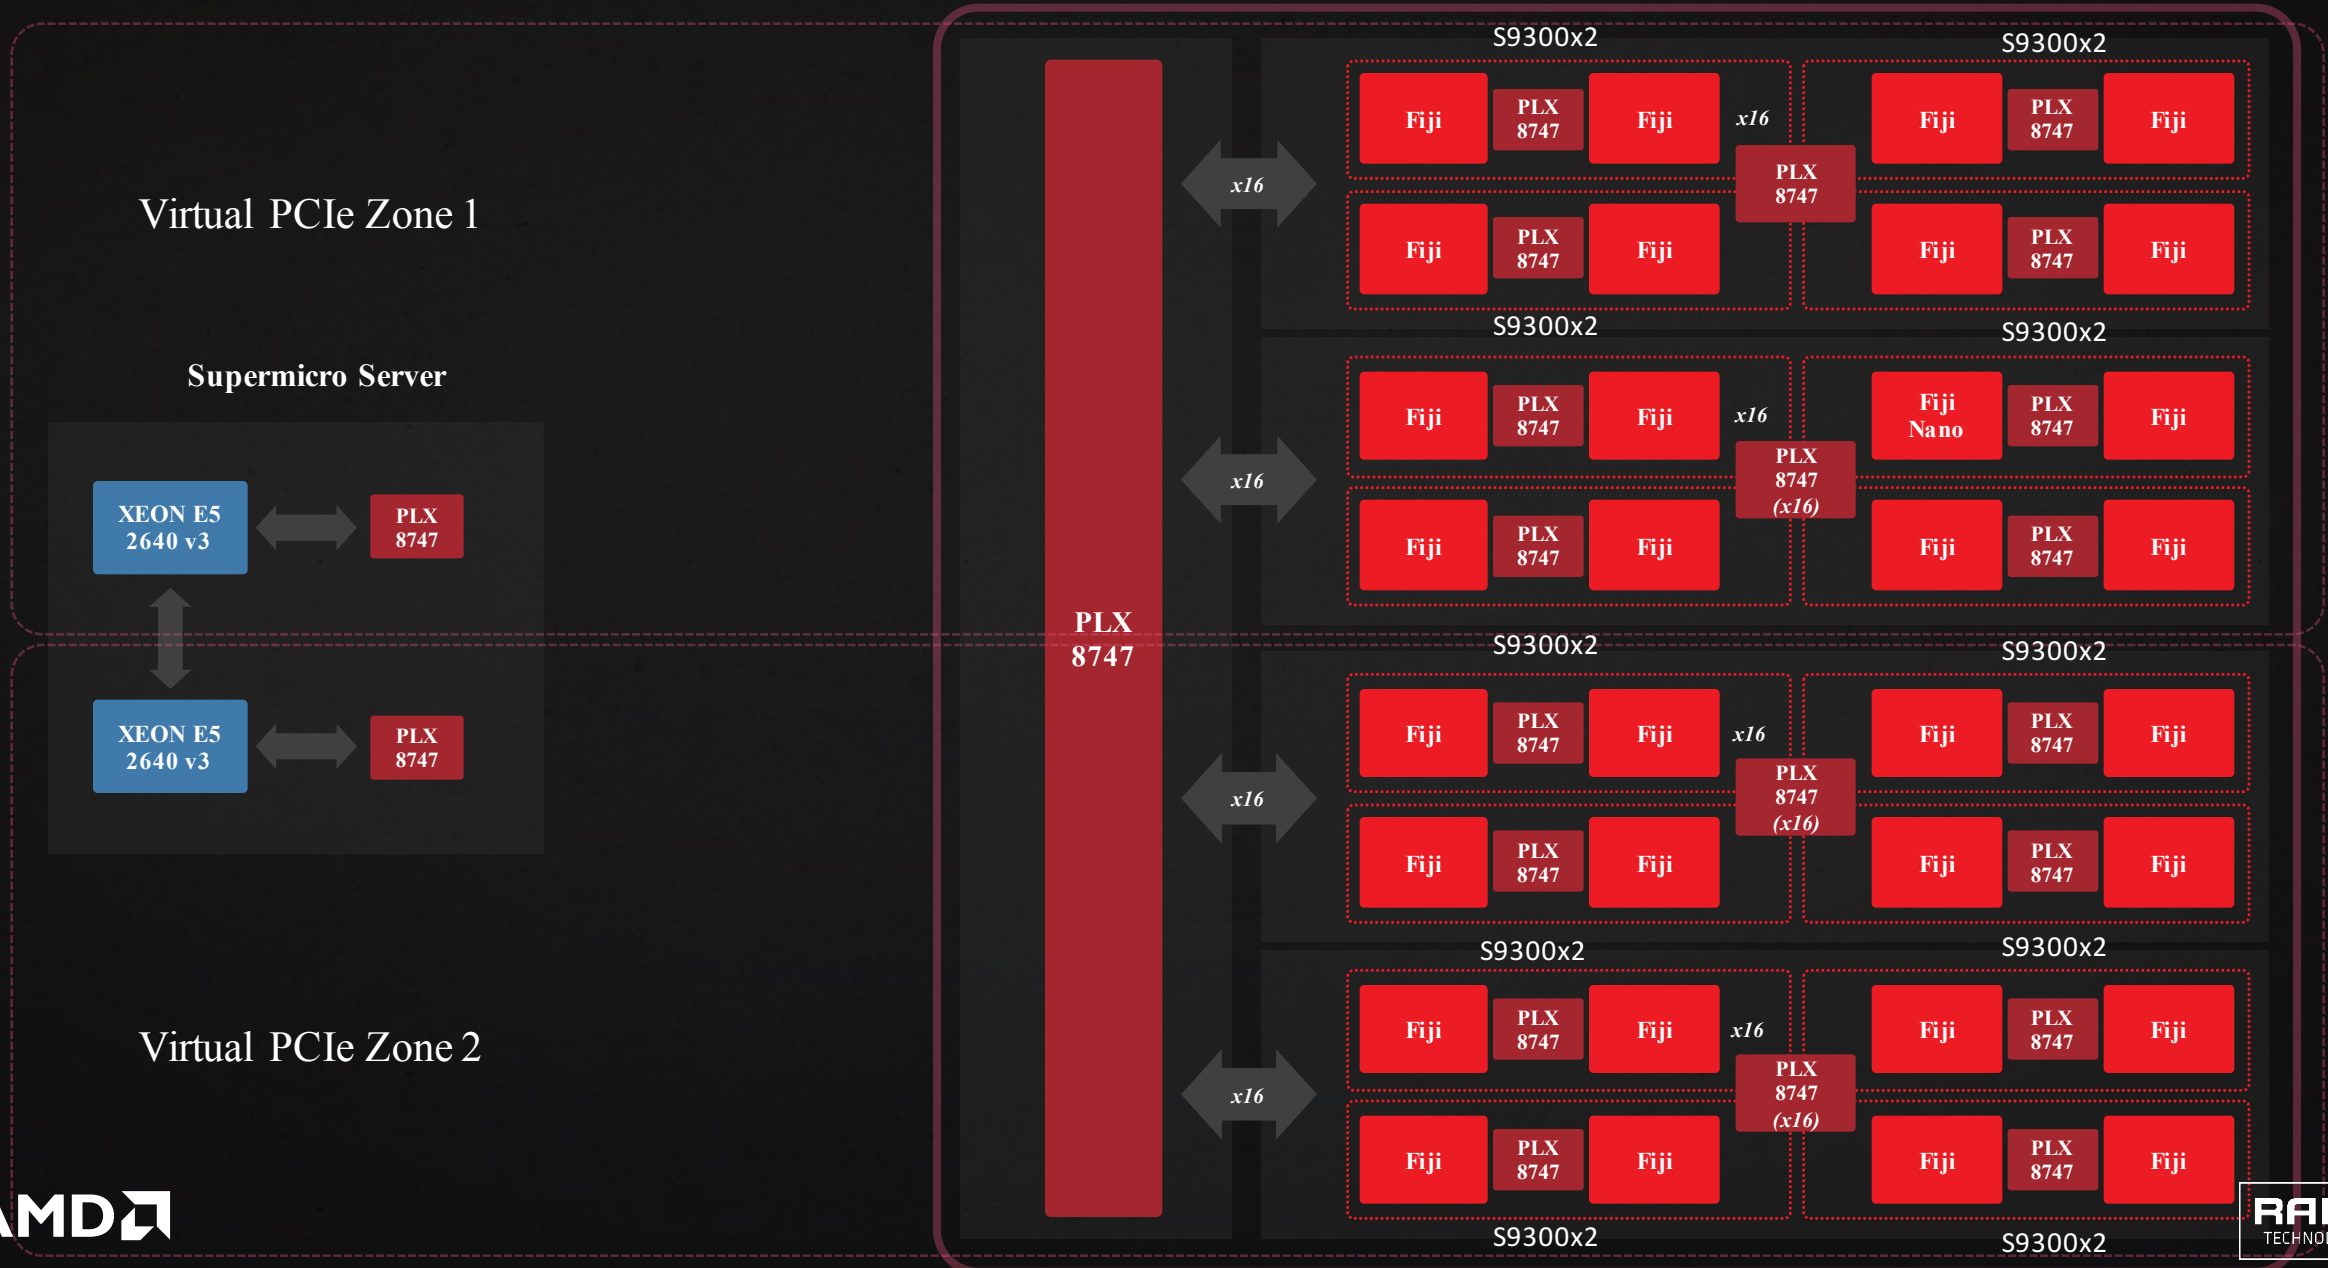 Virtual PCIe Zone 1
Supermicro Server
XEON E5
2640 v3
PLX
8747
XEON E5
2640 v3
PLX
8747
Virtual PCIe Zone 2
AMD
PLX
8747
x16
x16
x16
x16
S9300x2
S9300x2
Fiji
PLX
8747
Fiji
x16
Fiji
PLX
8747
Fiji
PLX
8747
Fiji
PLX
8747
Fiji
Fiji
PLX
8747
Fiji
S9300x2
S9300x2
Fiji
PLX
8747
Fiji
x16
Fiji
Nano
PLX
8747
Fiji
PLX
8747
(x16)
Fiji
PLX
8747
Fiji
Fiji
PLX
8747
Fiji
S9300x2
S9300x2
Fiji
PLX
8747
Fiji
x16
Fiji
PLX
8747
Fiji
PLX
8747
(x16)
Fiji
PLX
8747
Fiji
Fiji
PLX
8747
Fiji
S9300x2
S9300x2
Fiji
PLX
8747
Fiji
x16
Fiji
PLX
8747
Fiji
PLX
8747
(x16)
Fiji
PLX
8747
Fiji
Fiji
PLX
8747
Fiji
S9300x2
S9300x2